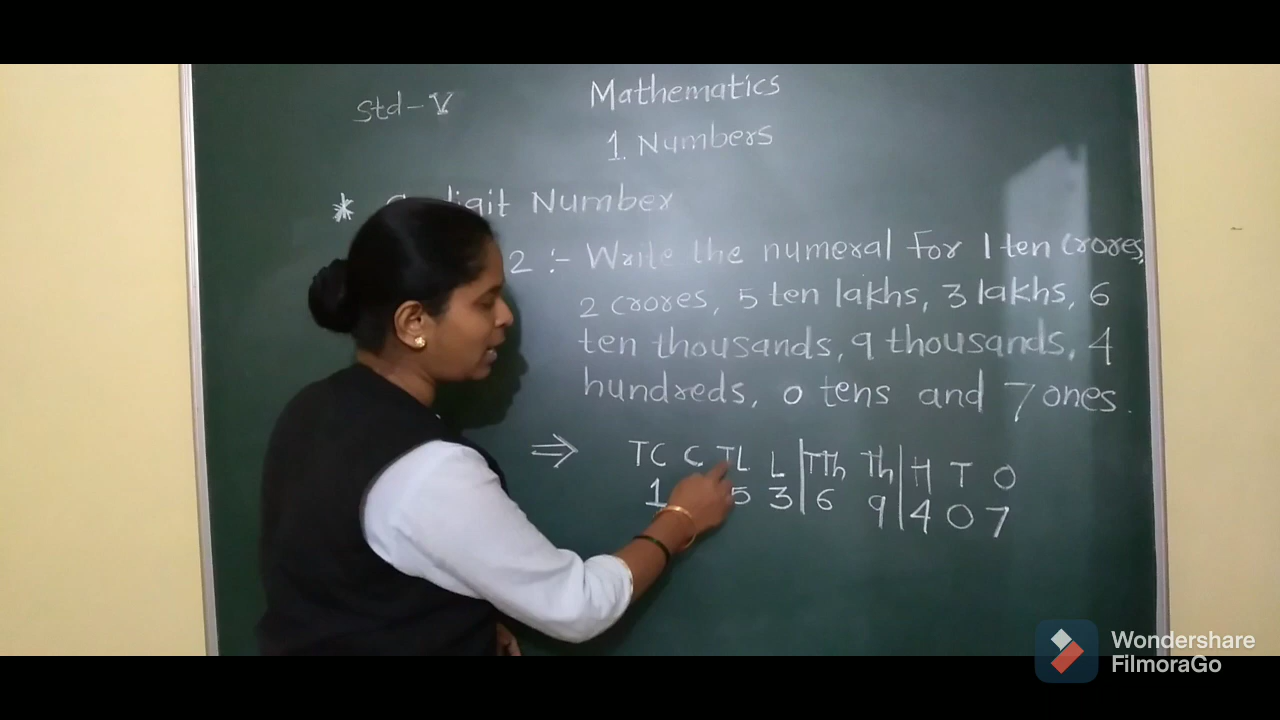 Std - V
Mathematics
1. Numbers
* digit Number
2 :- Write the numeral for 1 ten crores,
2 crores, 5 ten lakhs, 3 lakhs, 6
ten thousands, 9 thousands, 4
hundreds, 0 tens and 7 ones.
⇒ TC C TL L | TTh Th | H T O
1 5 3 | 6 9 | 4 0 7
Wondershare
FilmoraGo